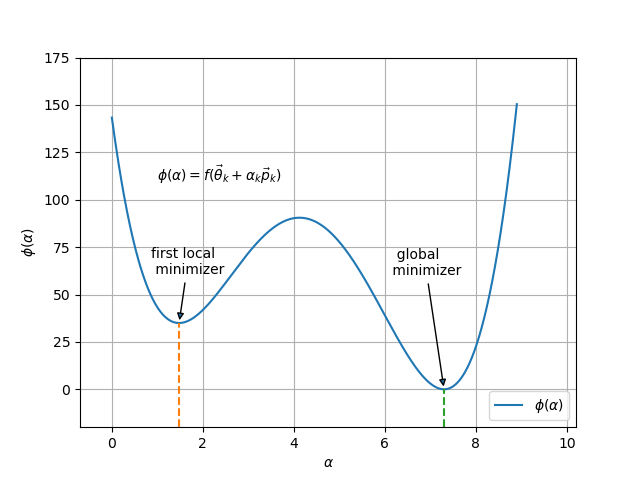 175
150
125
100
75
50
25
0
ϕ(α)
ϕ(α) = f(θ⃗ₖ + αₖp⃗ₖ)
first local
minimizer
global
minimizer
ϕ(α)
0 2 4 6 8 10
α